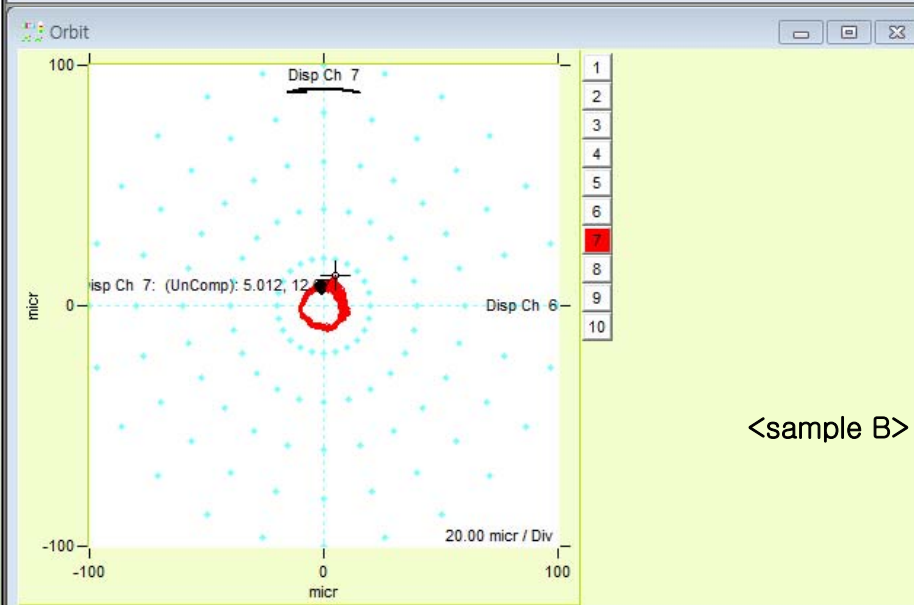 Orbit
100
Disp Ch 7
isp Ch 7: (UnComp): 5.012, 12.
micr
0
Disp Ch 6
20.00 micr / Div
-100
-100
0
100
micr
1
2
3
4
5
6
7
8
9
10
<sample B>